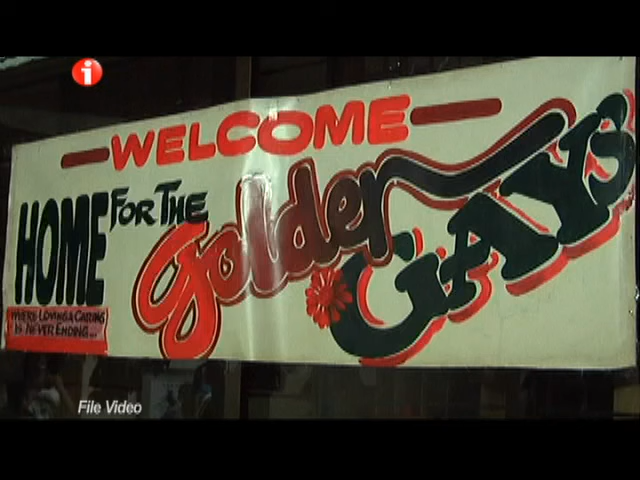 i
WELCOME
HOME FOR THE Golden GAYS
WHERE LOVING & CARING
IS NEVER ENDING...
File Video